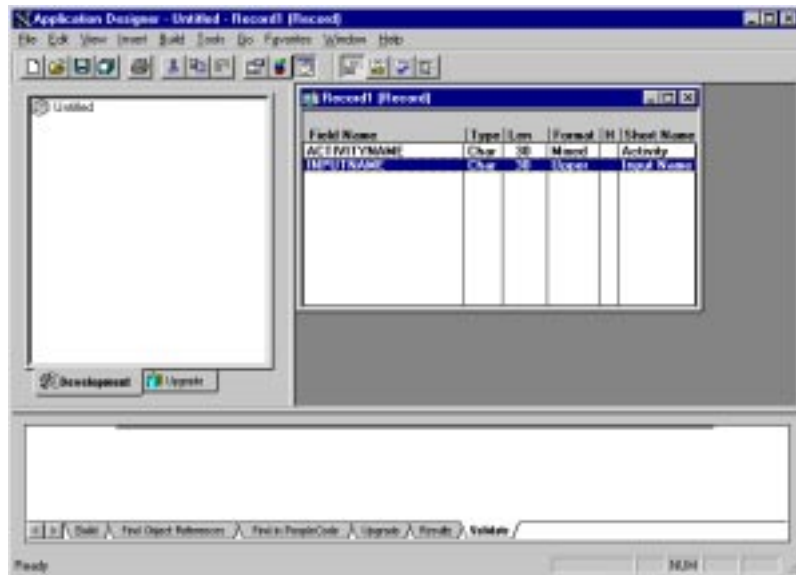 Application Designer - Untitled - Record1 (Record)
File Edit View Insert Build Tools Go Favorites Window Help
Untitled
Record1 (Record)
Field Name Type Len Format H Short Name
ACTIVITYNAME Char 30 Mixed Activity
INPUTNAME Char 30 Upper Input Name
Development Upgrade
Build Find Object References Find in PeopleCode Upgrade Results Validate
Ready NUM